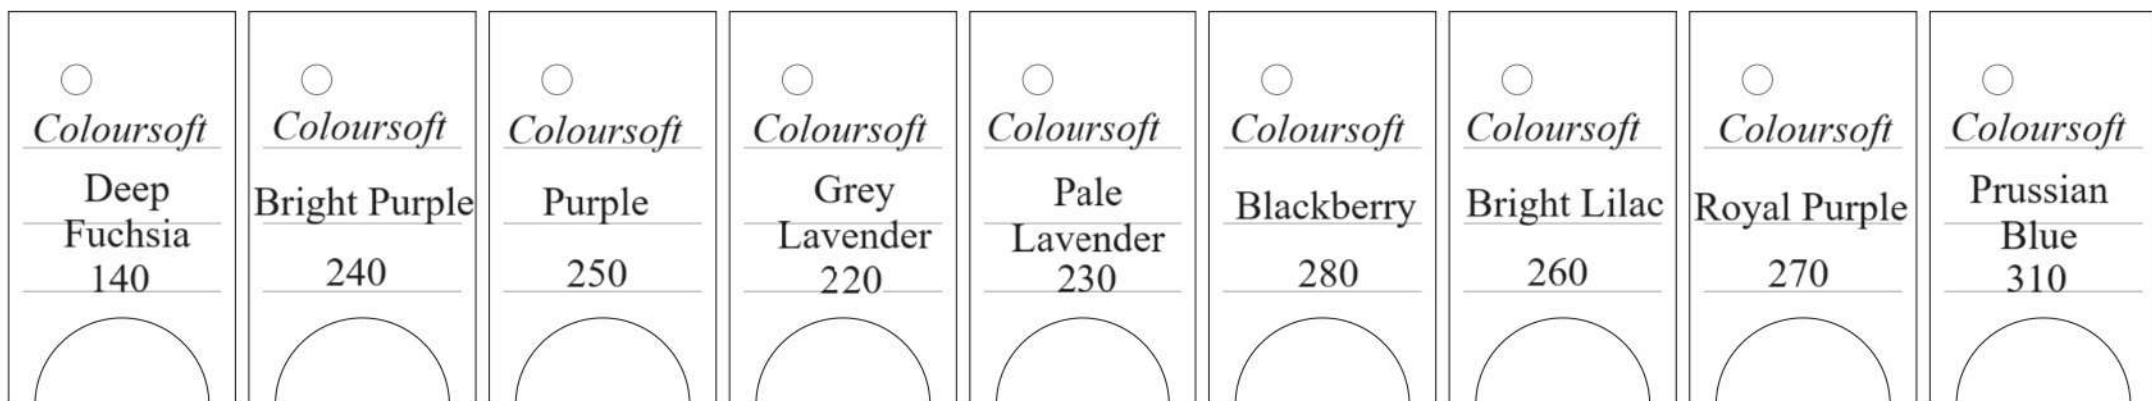 Coloursoft
Deep
Fuchsia
140
Coloursoft
Bright Purple
240
Coloursoft
Purple
250
Coloursoft
Grey
Lavender
220
Coloursoft
Pale
Lavender
230
Coloursoft
Blackberry
280
Coloursoft
Bright Lilac
260
Coloursoft
Royal Purple
270
Coloursoft
Prussian
Blue
310